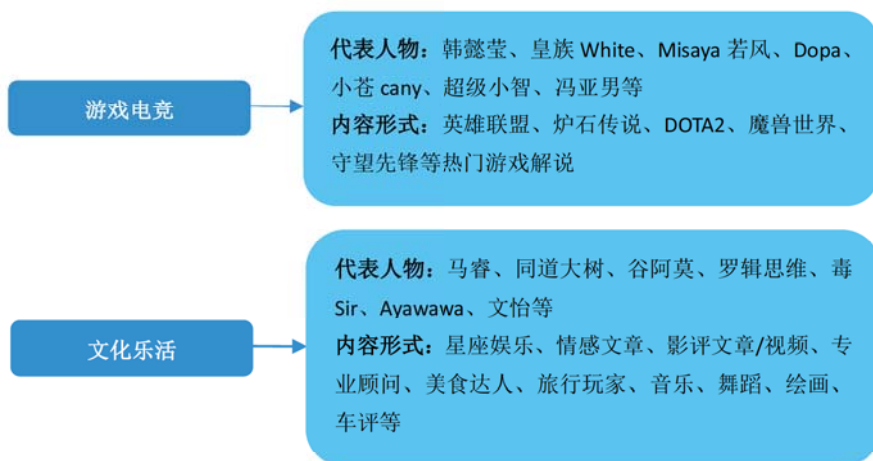 游戏电竞
代表人物：韩懿莹、皇族 White、Misaya 若风、Dopa、
小苍 cany、超级小智、冯亚男等
内容形式：英雄联盟、炉石传说、DOTA2、魔兽世界、
守望先锋等热门游戏解说
文化乐活
代表人物：马睿、同道大树、谷阿莫、罗辑思维、毒
Sir、Ayawawa、文怡等
内容形式：星座娱乐、情感文章、影评文章/视频、专
业顾问、美食达人、旅行玩家、音乐、舞蹈、绘画、
车评等